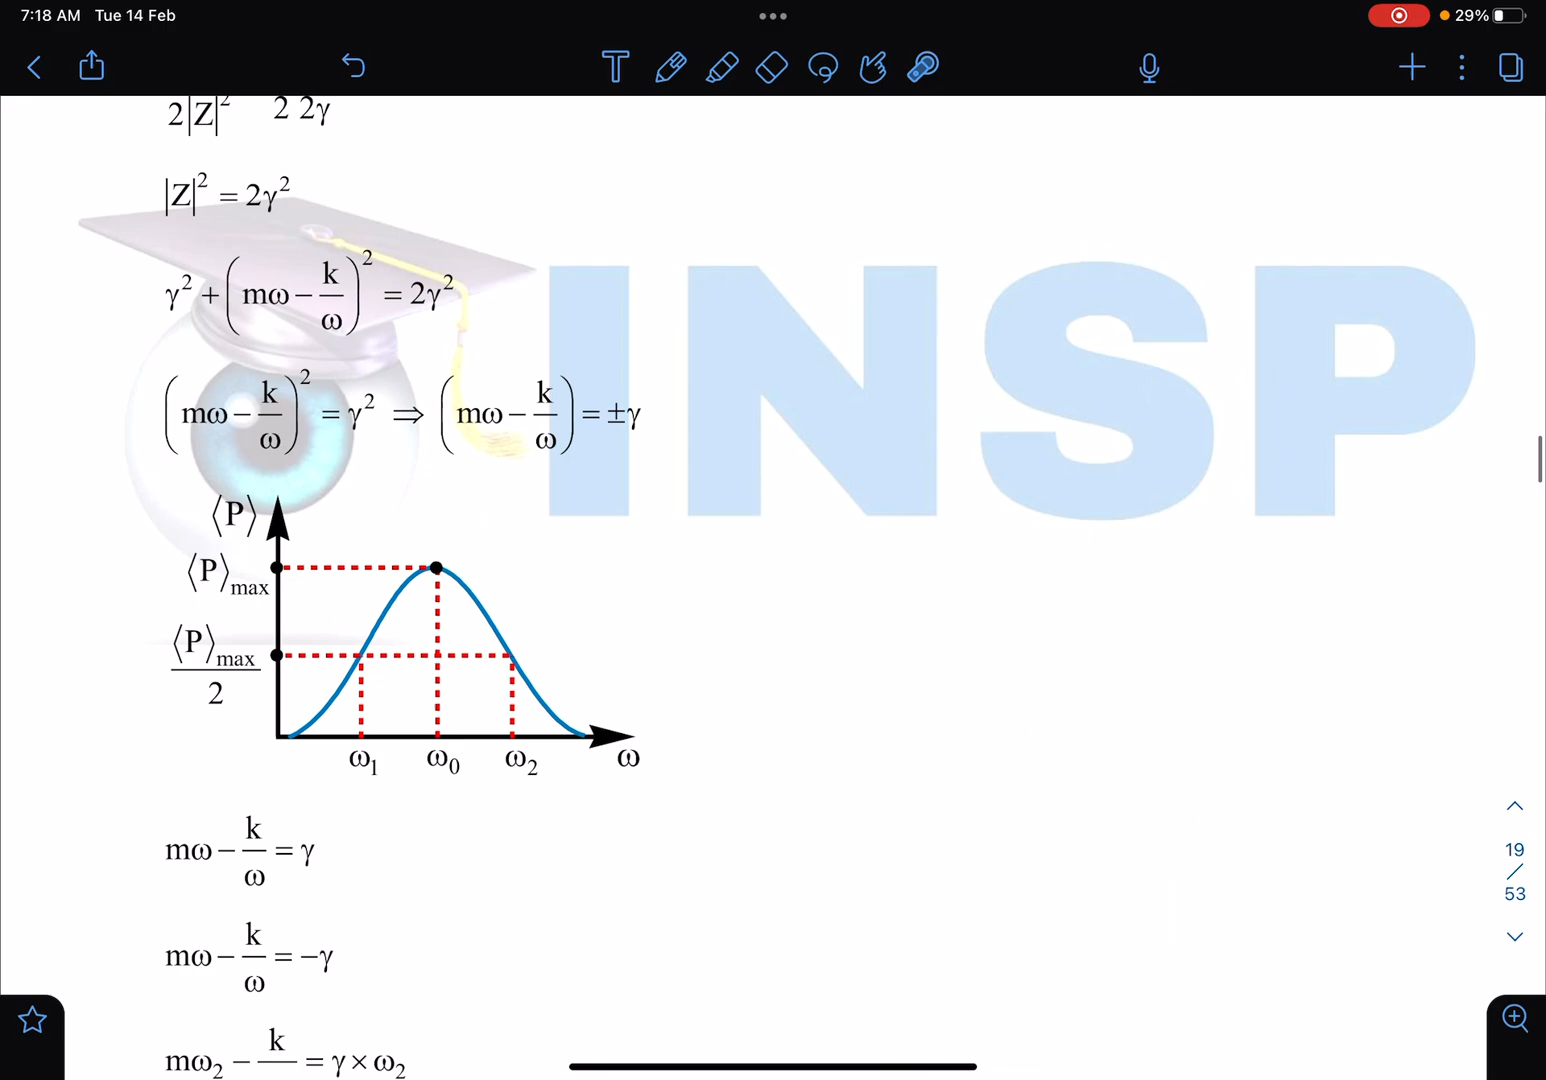 7:18 AM Tue 14 Feb
29%
2|Z|² 2 2γ
|Z|² = 2γ²
γ² + (mω − k/ω)² = 2γ²
(mω − k/ω)² = γ² ⇒ (mω − k/ω) = ±γ
INSP
⟨P⟩
⟨P⟩max
⟨P⟩max/2
ω₁ ω₀ ω₂ ω
mω − k/ω = γ
19/53
mω − k/ω = −γ
mω₂ − k = γ × ω₂